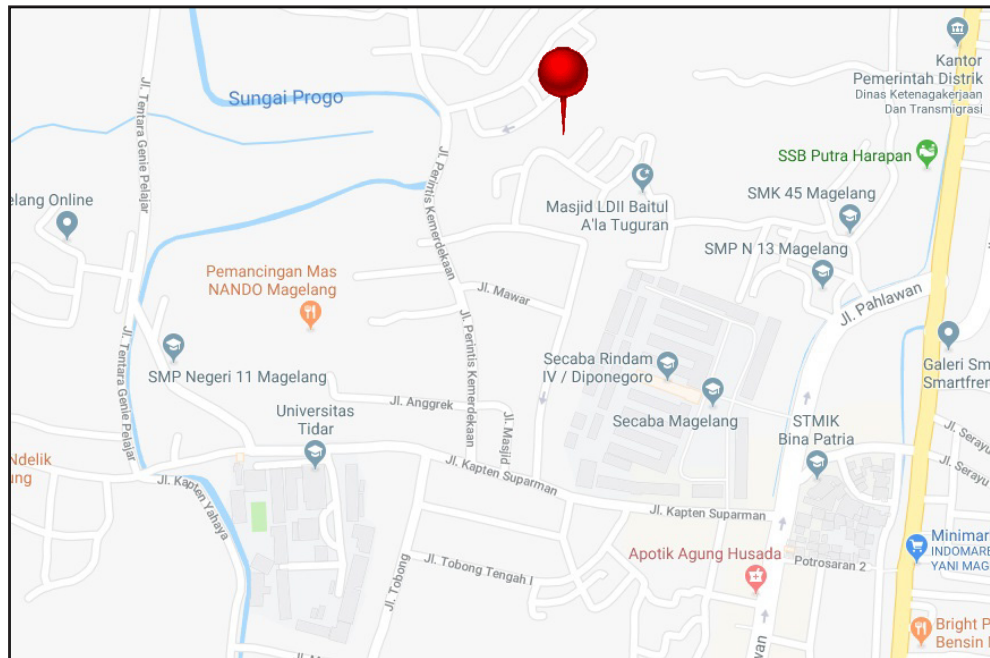 Kantor
Pemerintah Distrik
Dinas Ketenagakerjaan
Dan Transmigrasi
Jl. Tentara Genie Pelajar
Sungai Progo
SSB Putra Harapan
Jl. Perintis Kemerdekaan
elang Online
Masjid LDII Baitul
A'la Tuguran
SMK 45 Magelang
SMP N 13 Magelang
Pemancingan Mas
NANDO Magelang
Jl. Mawar
Jl. Pahlawan
Jl. Tentara Genie Pelajar
Jl. Perintis Kemerdekaan
SMP Negeri 11 Magelang
Secaba Rindam
IV / Diponegoro
Galeri Sm
Smartfren
Jl. Anggrek
Jl. Masjid
Secaba Magelang
Universitas
Tidar
STMIK
Bina Patria
Jl. Serayu
Jl. Serayu
Ndelik
ung
Jl. Kapten Yahaya
Jl. Kapten Suparman
Jl. Kapten Suparman
Jl. Tobong
Jl. Tobong Tengah I
Apotik Agung Husada
Potrosaran 2
Minimar
INDOMARE
YANI MAG
Bright P
Bensin
wan